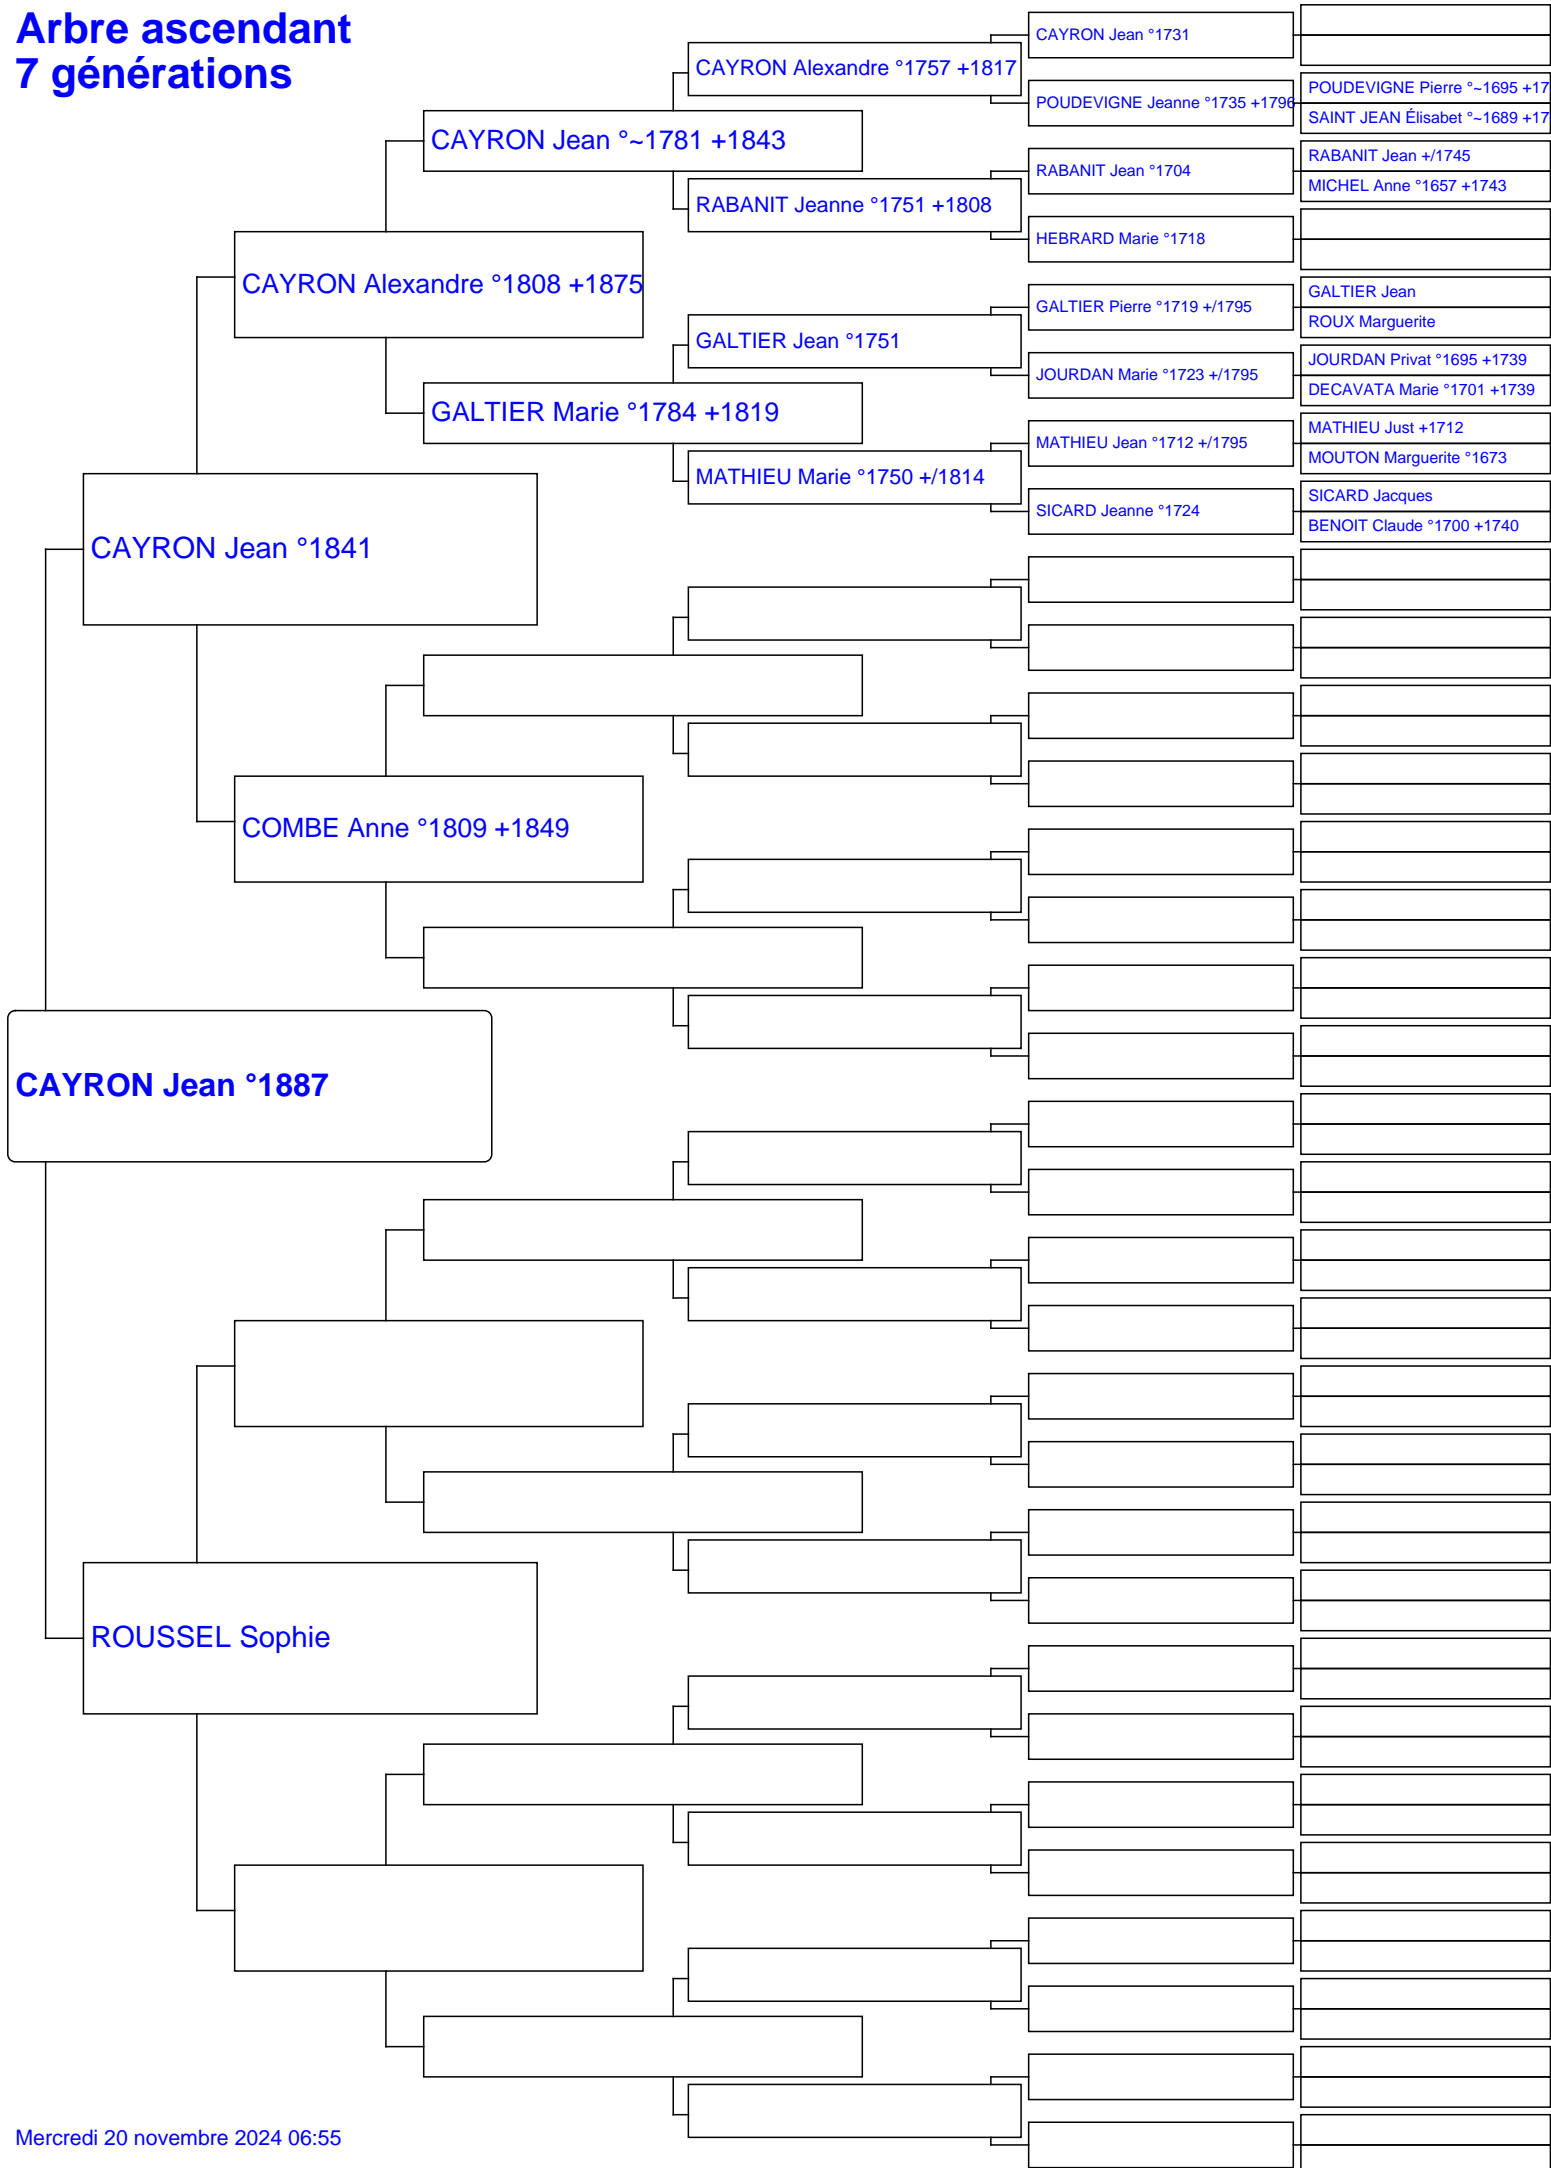 Arbre ascendant
7 générations
CAYRON Jean °1731
CAYRON Alexandre °1757 +1817
POUDEVIGNE Jeanne °1735 +1796
POUDEVIGNE Pierre °~1695 +17
SAINT JEAN Élisabet °~1689 +17
CAYRON Jean °~1781 +1843
RABANIT Jean °1704
RABANIT Jean +/1745
MICHEL Anne °1657 +1743
RABANIT Jeanne °1751 +1808
HEBRARD Marie °1718
CAYRON Alexandre °1808 +1875
GALTIER Pierre °1719 +/1795
GALTIER Jean
ROUX Marguerite
GALTIER Jean °1751
JOURDAN Marie °1723 +/1795
JOURDAN Privat °1695 +1739
DECAVATA Marie °1701 +1739
GALTIER Marie °1784 +1819
MATHIEU Jean °1712 +/1795
MATHIEU Just +1712
MOUTON Marguerite °1673
MATHIEU Marie °1750 +/1814
SICARD Jeanne °1724
SICARD Jacques
BENOIT Claude °1700 +1740
CAYRON Jean °1841
COMBE Anne °1809 +1849
CAYRON Jean °1887
ROUSSEL Sophie
Mercredi 20 novembre 2024 06:55